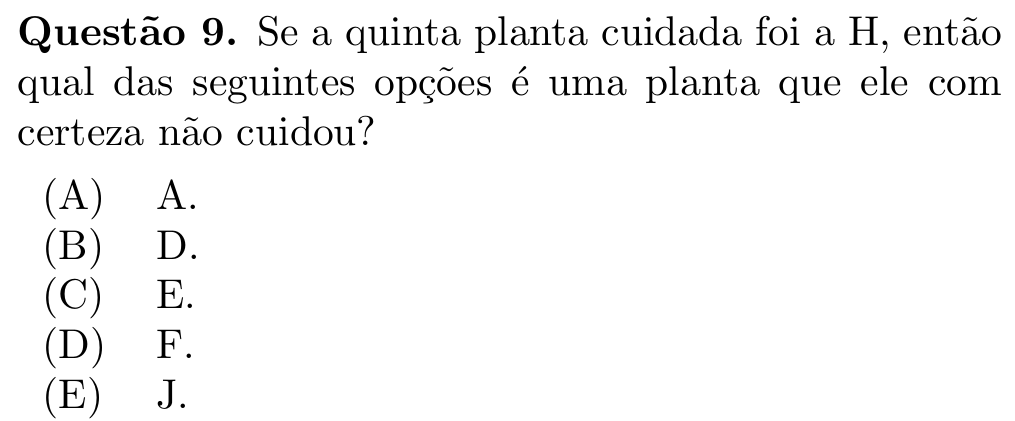 Questão 9. Se a quinta planta cuidada foi a H, então
qual das seguintes opções é uma planta que ele com
certeza não cuidou?
(A) A.
(B) D.
(C) E.
(D) F.
(E) J.